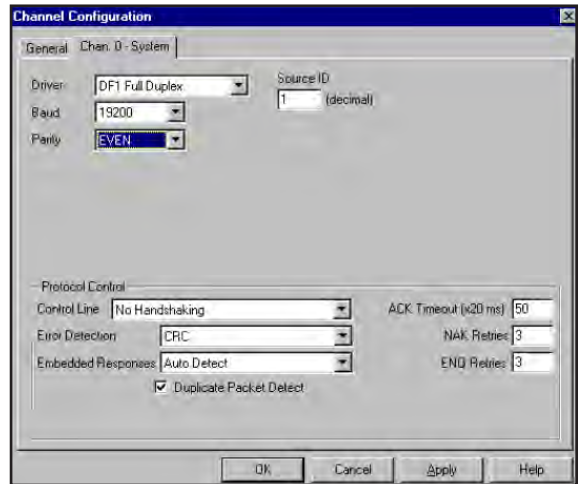 Channel Configuration
General Chan. 0 - System
Driver DF1 Full Duplex Source ID
1 (decimal)
Baud 19200
Parity EVEN
Protocol Control
Control Line No Handshaking ACK Timeout (x20 ms) 50
Error Detection CRC NAK Retries 3
Embedded Responses Auto Detect ENQ Retries 3
Duplicate Packet Detect
OK Cancel Apply Help